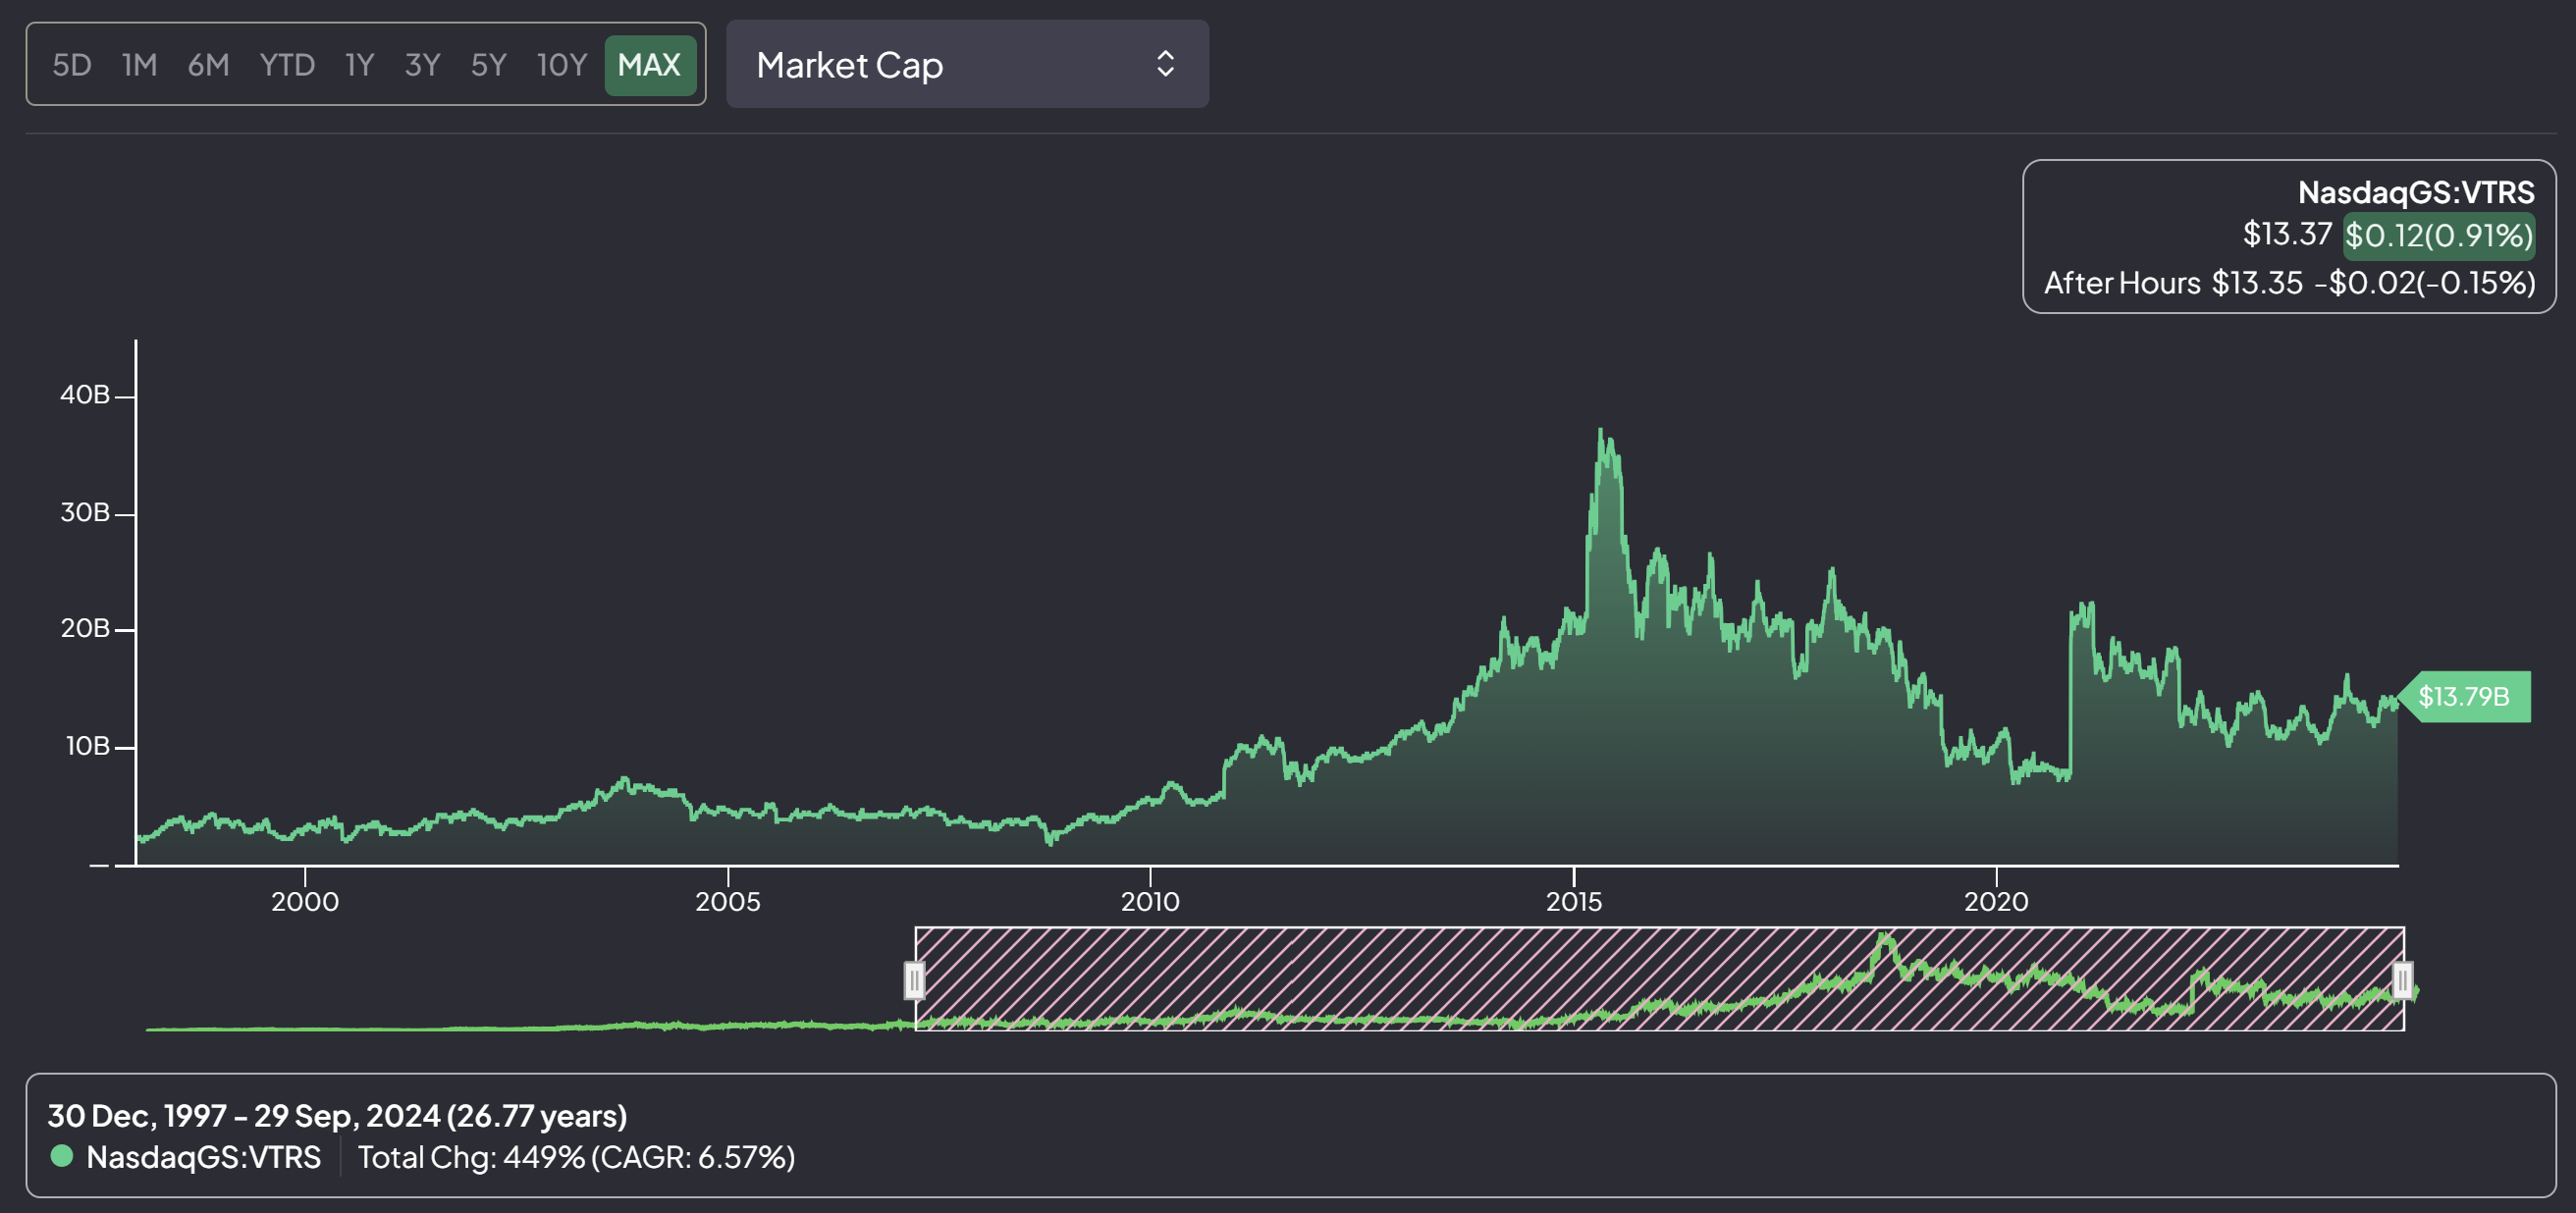 5D 1M 6M YTD 1Y 3Y 5Y 10Y MAX Market Cap
NasdaqGS:VTRS
$13.37 $0.12(0.91%)
After Hours $13.35 -$0.02(-0.15%)
40B
30B
20B
10B
—
$13.79B
2000 2005 2010 2015 2020
30 Dec, 1997 - 29 Sep, 2024 (26.77 years)
NasdaqGS:VTRS Total Chg: 449% (CAGR: 6.57%)